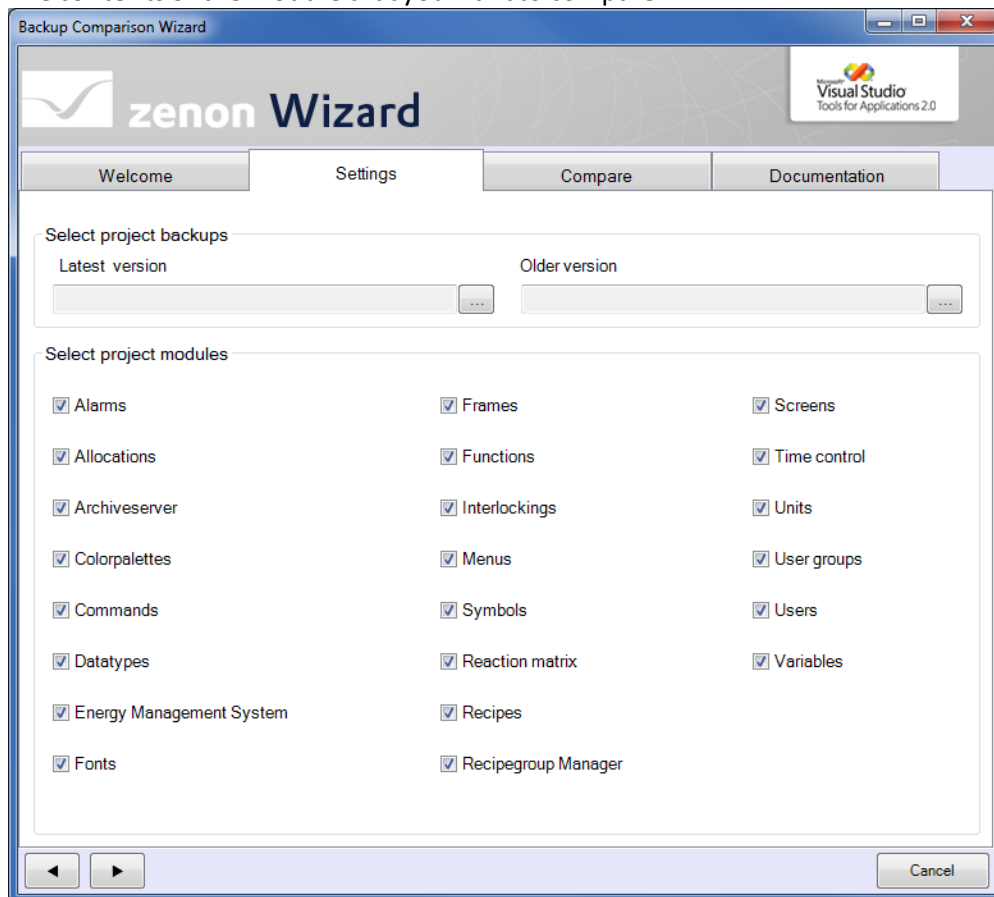 Backup Comparison Wizard
zenon Wizard
Microsoft
Visual Studio
Tools for Applications 2.0
Welcome Settings Compare Documentation
Select project backups
Latest version Older version
... ...
Select project modules
Alarms Frames Screens
Allocations Functions Time control
Archiveserver Interlockings Units
Colorpalettes Menus User groups
Commands Symbols Users
Datatypes Reaction matrix Variables
Energy Management System Recipes
Fonts Recipegroup Manager
Cancel